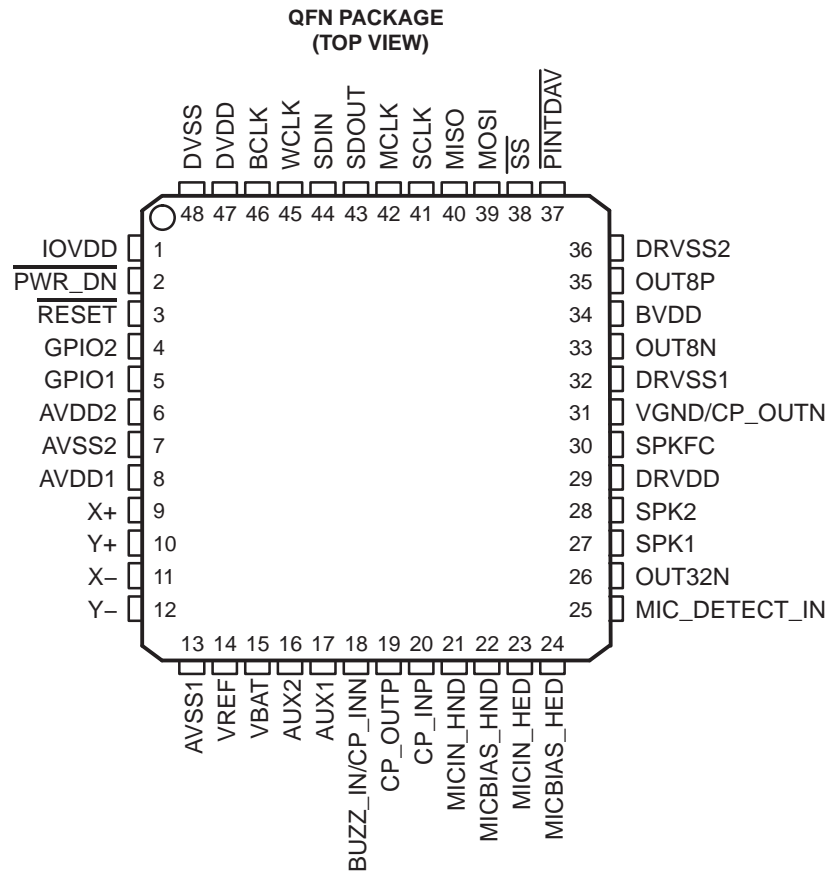 QFN PACKAGE
(TOP VIEW)
DVSS
DVDD
BCLK
WCLK
SDIN
SDOUT
MCLK
SCLK
MISO
MOSI
SS
PINTDAV
48 47 46 45 44 43 42 41 40 39 38 37
IOVDD 1
PWR_DN 2
RESET 3
GPIO2 4
GPIO1 5
AVDD2 6
AVSS2 7
AVDD1 8
X+ 9
Y+ 10
X− 11
Y− 12
36 DRVSS2
35 OUT8P
34 BVDD
33 OUT8N
32 DRVSS1
31 VGND/CP_OUTN
30 SPKFC
29 DRVDD
28 SPK2
27 SPK1
26 OUT32N
25 MIC_DETECT_IN
13 14 15 16 17 18 19 20 21 22 23 24
AVSS1
VREF
VBAT
AUX2
AUX1
BUZZ_IN/CP_INN
CP_OUTP
CP_INP
MICIN_HND
MICBIAS_HND
MICIN_HED
MICBIAS_HED